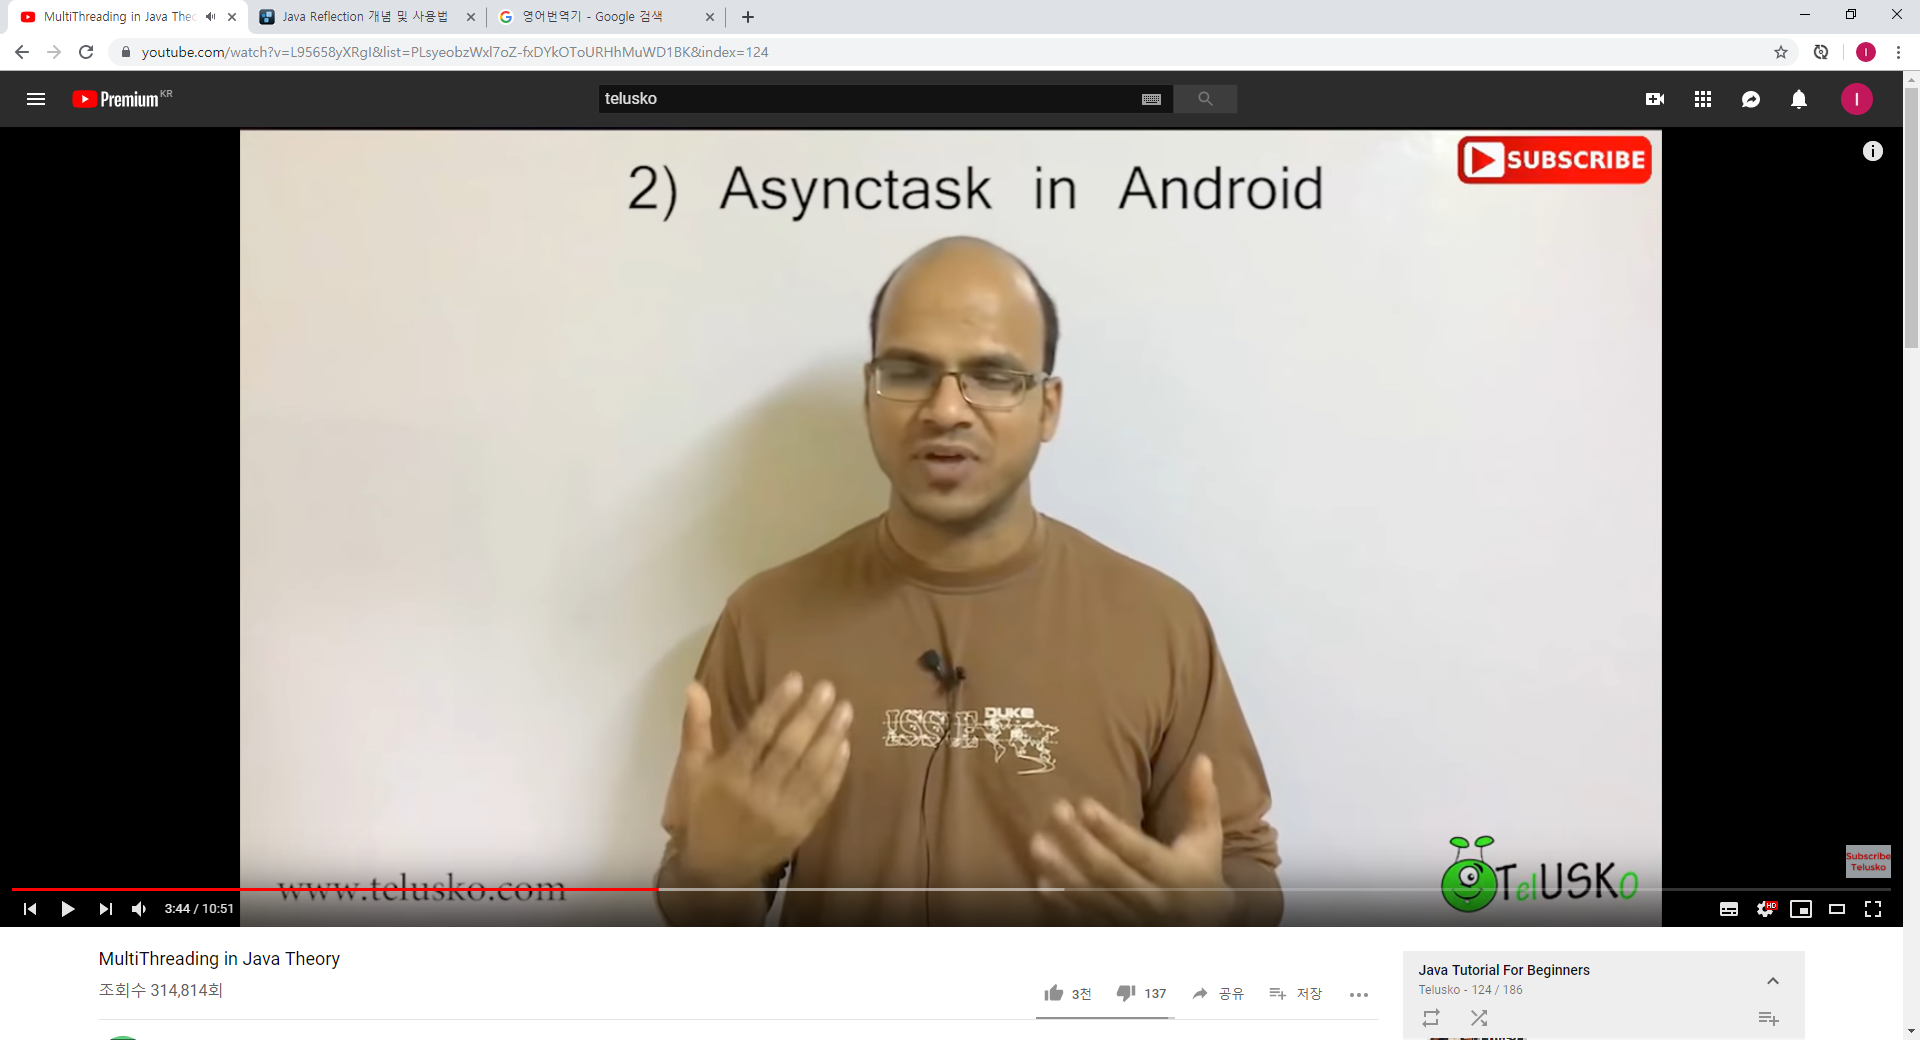 MultiThreading in Java Theo
Java Reflection 개념 및 사용법
영어번역기 - Google 검색
youtube.com/watch?v=L95658yXRgI&list=PLsyeobzWxl7oZ-fxDYkOToURHhMuWD1BK&index=124
I
Premium KR
telusko
I
SUBSCRIBE
2) Asynctask in Android
DUKE
Subscribe
Telusko
www.telusko.com
TelUSKO
3:44 / 10:51
HD
MultiThreading in Java Theory
조회수 314,814회
3천
137
공유
저장
Java Tutorial For Beginners
Telusko - 124 / 186